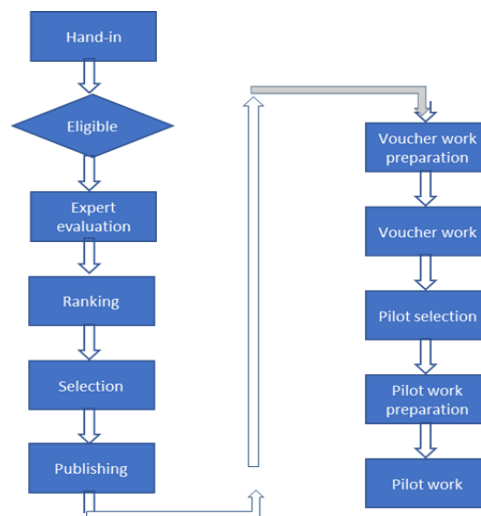 Hand-in
Eligible
Expert
evaluation
Ranking
Selection
Publishing
Voucher work
preparation
Voucher work
Pilot selection
Pilot work
preparation
Pilot work